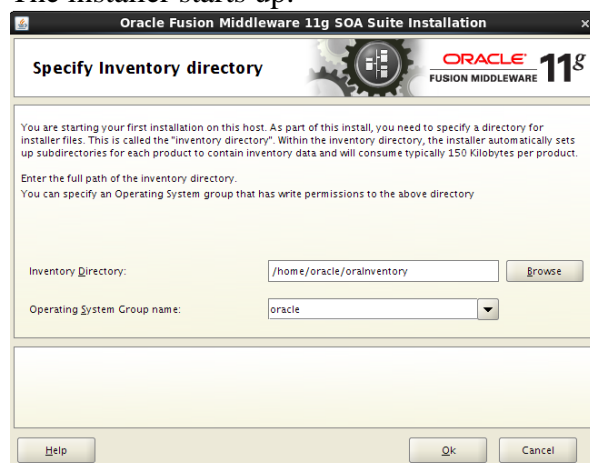 The installer starts up.
Oracle Fusion Middleware 11g SOA Suite Installation
Specify Inventory directory
ORACLE
FUSION MIDDLEWARE 11g
You are starting your first installation on this host. As part of this install, you need to specify a directory for
installer files. This is called the "inventory directory". Within the inventory directory, the installer automatically sets
up subdirectories for each product to contain inventory data and will consume typically 150 Kilobytes per product.
Enter the full path of the inventory directory.
You can specify an Operating System group that has write permissions to the above directory
Inventory Directory: /home/oracle/oraInventory Browse
Operating System Group name: oracle
Help Ok Cancel